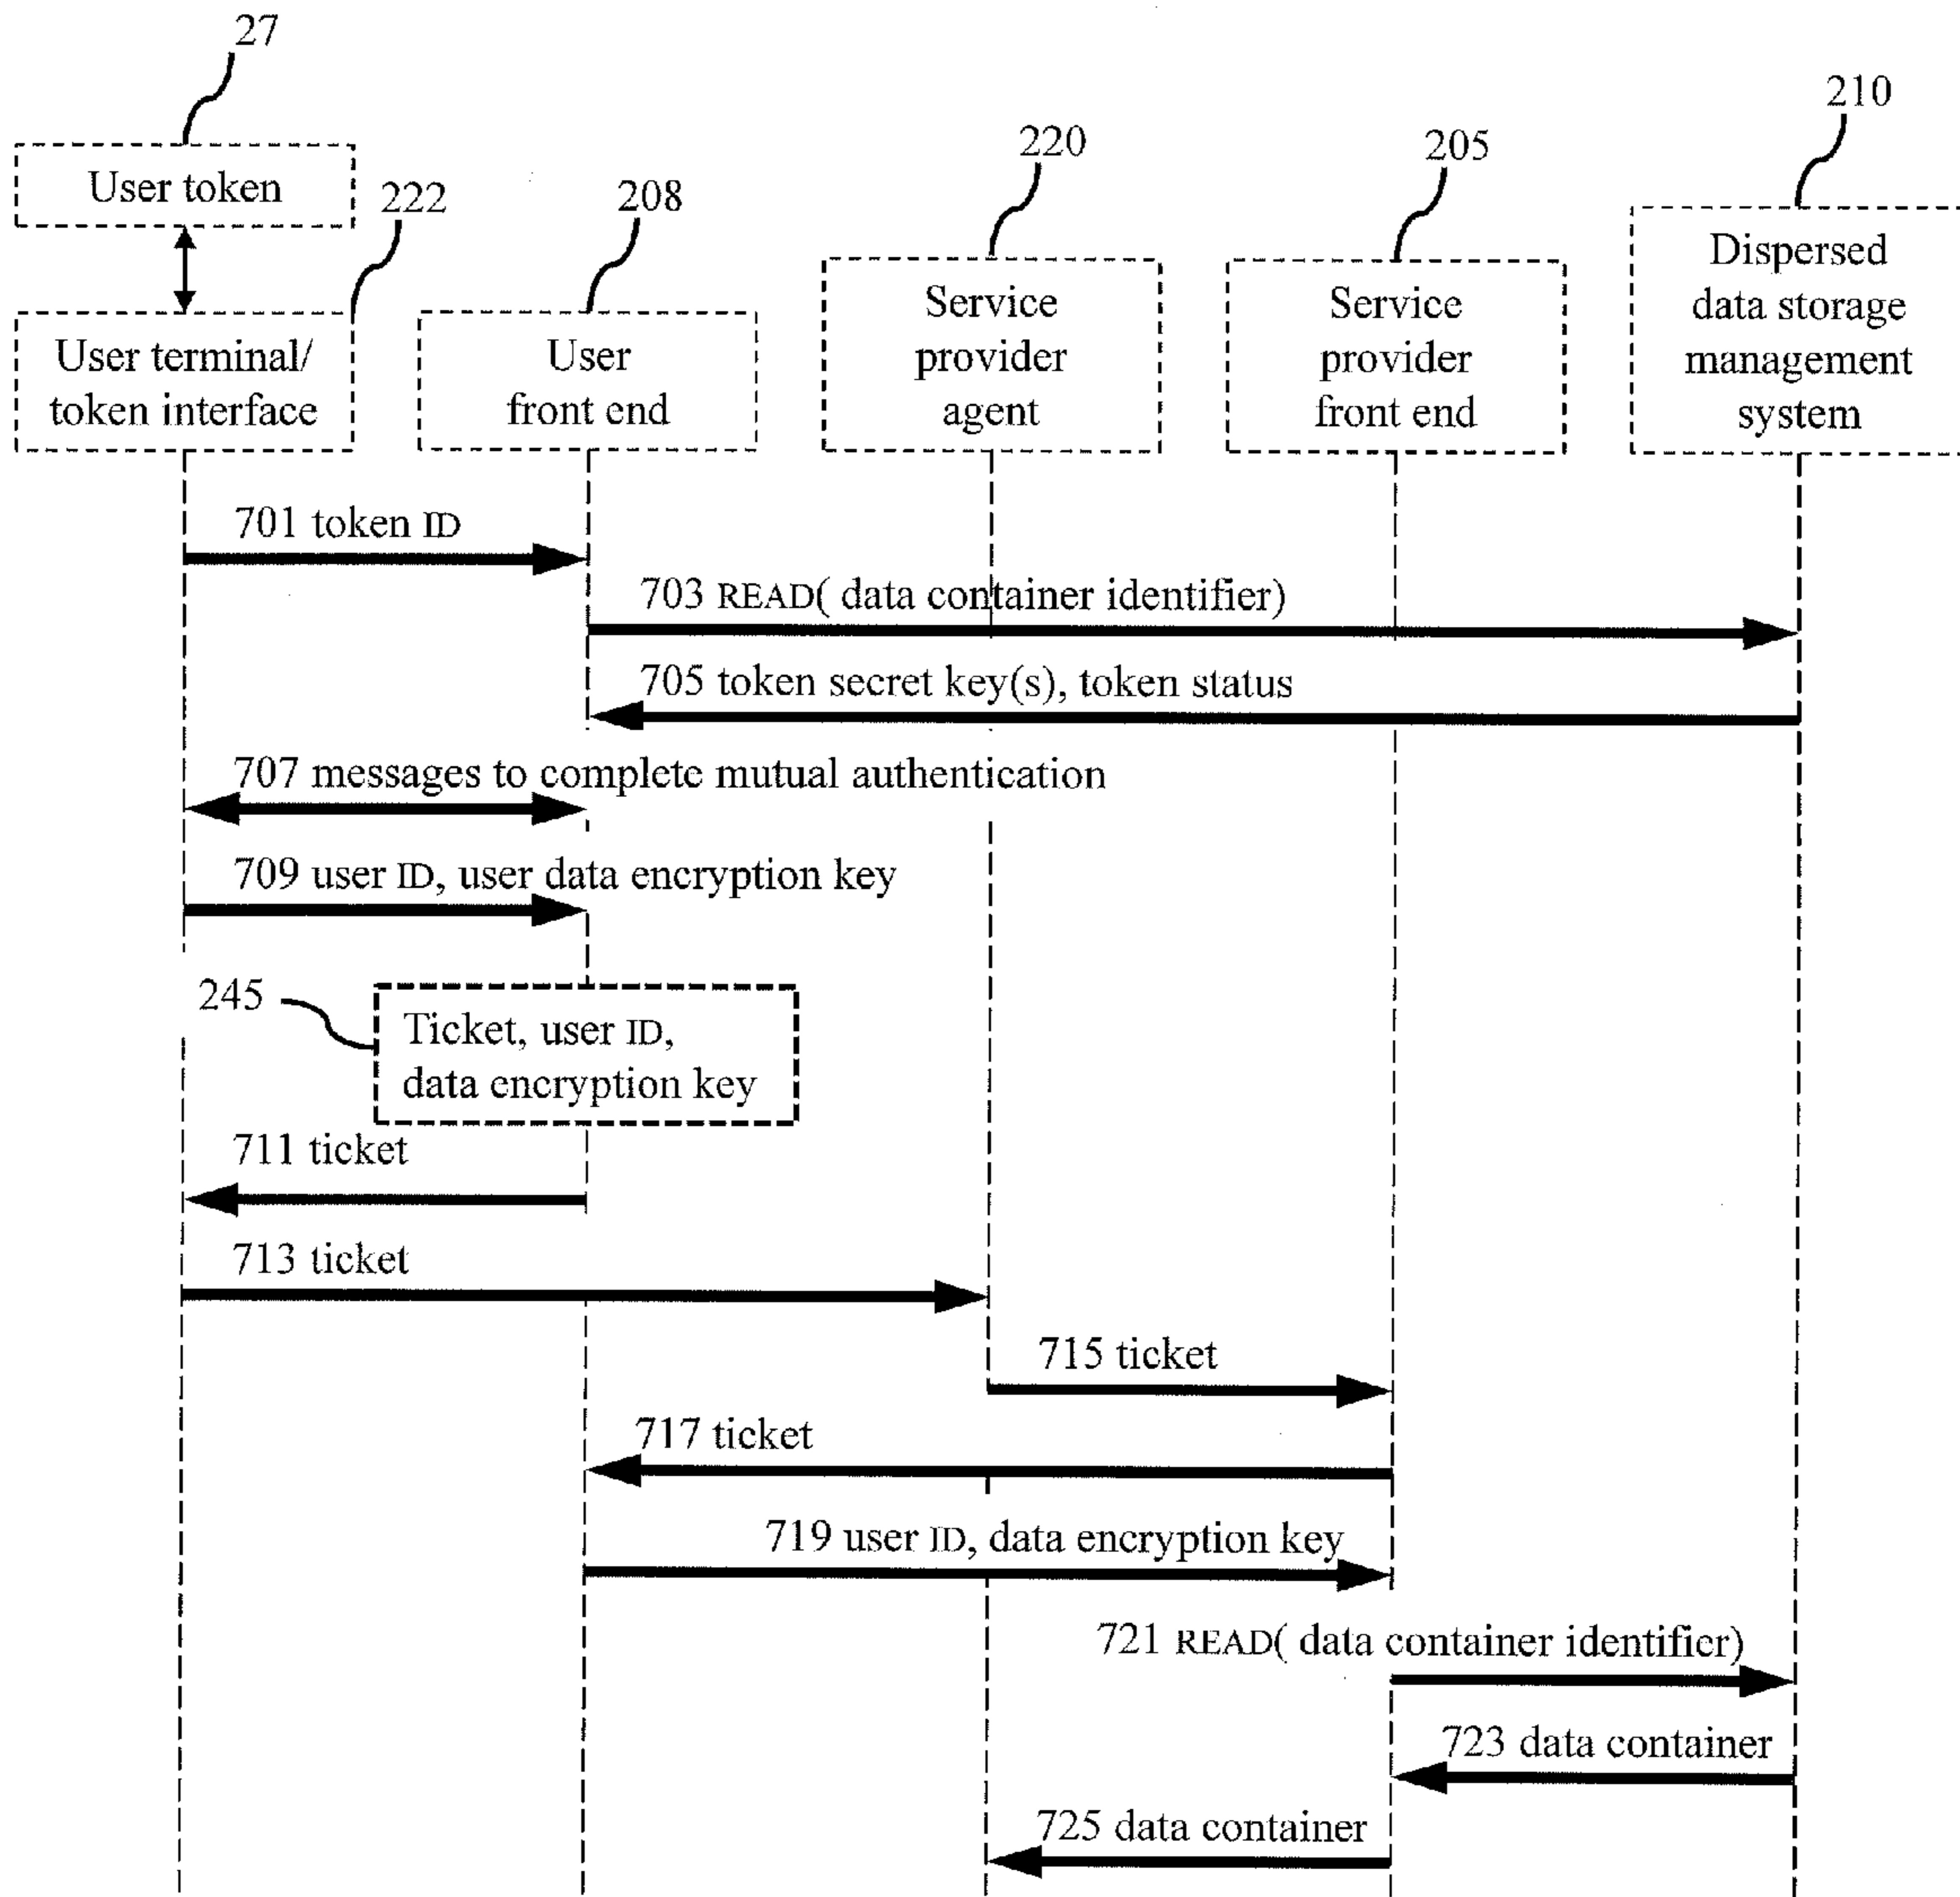 27
User token
222
User terminal/
token interface
208
User
front end
220
Service
provider
agent
205
Service
provider
front end
210
Dispersed
data storage
management
system
701 token ID
703 READ( data container identifier)
705 token secret key(s), token status
707 messages to complete mutual authentication
709 user ID, user data encryption key
245
Ticket, user ID,
data encryption key
711 ticket
713 ticket
715 ticket
717 ticket
719 user ID, data encryption key
721 READ( data container identifier)
723 data container
725 data container